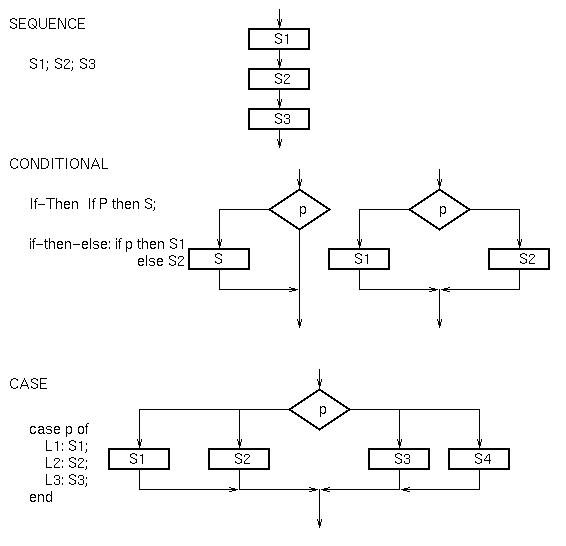 SEQUENCE
S1; S2; S3
S1
S2
S3
CONDITIONAL
If-Then If P then S;
if-then-else: if p then S1
else S2
p
S
p
S1
S2
CASE
case p of
L1: S1;
L2: S2;
L3: S3;
end
p
S1
S2
S3
S4